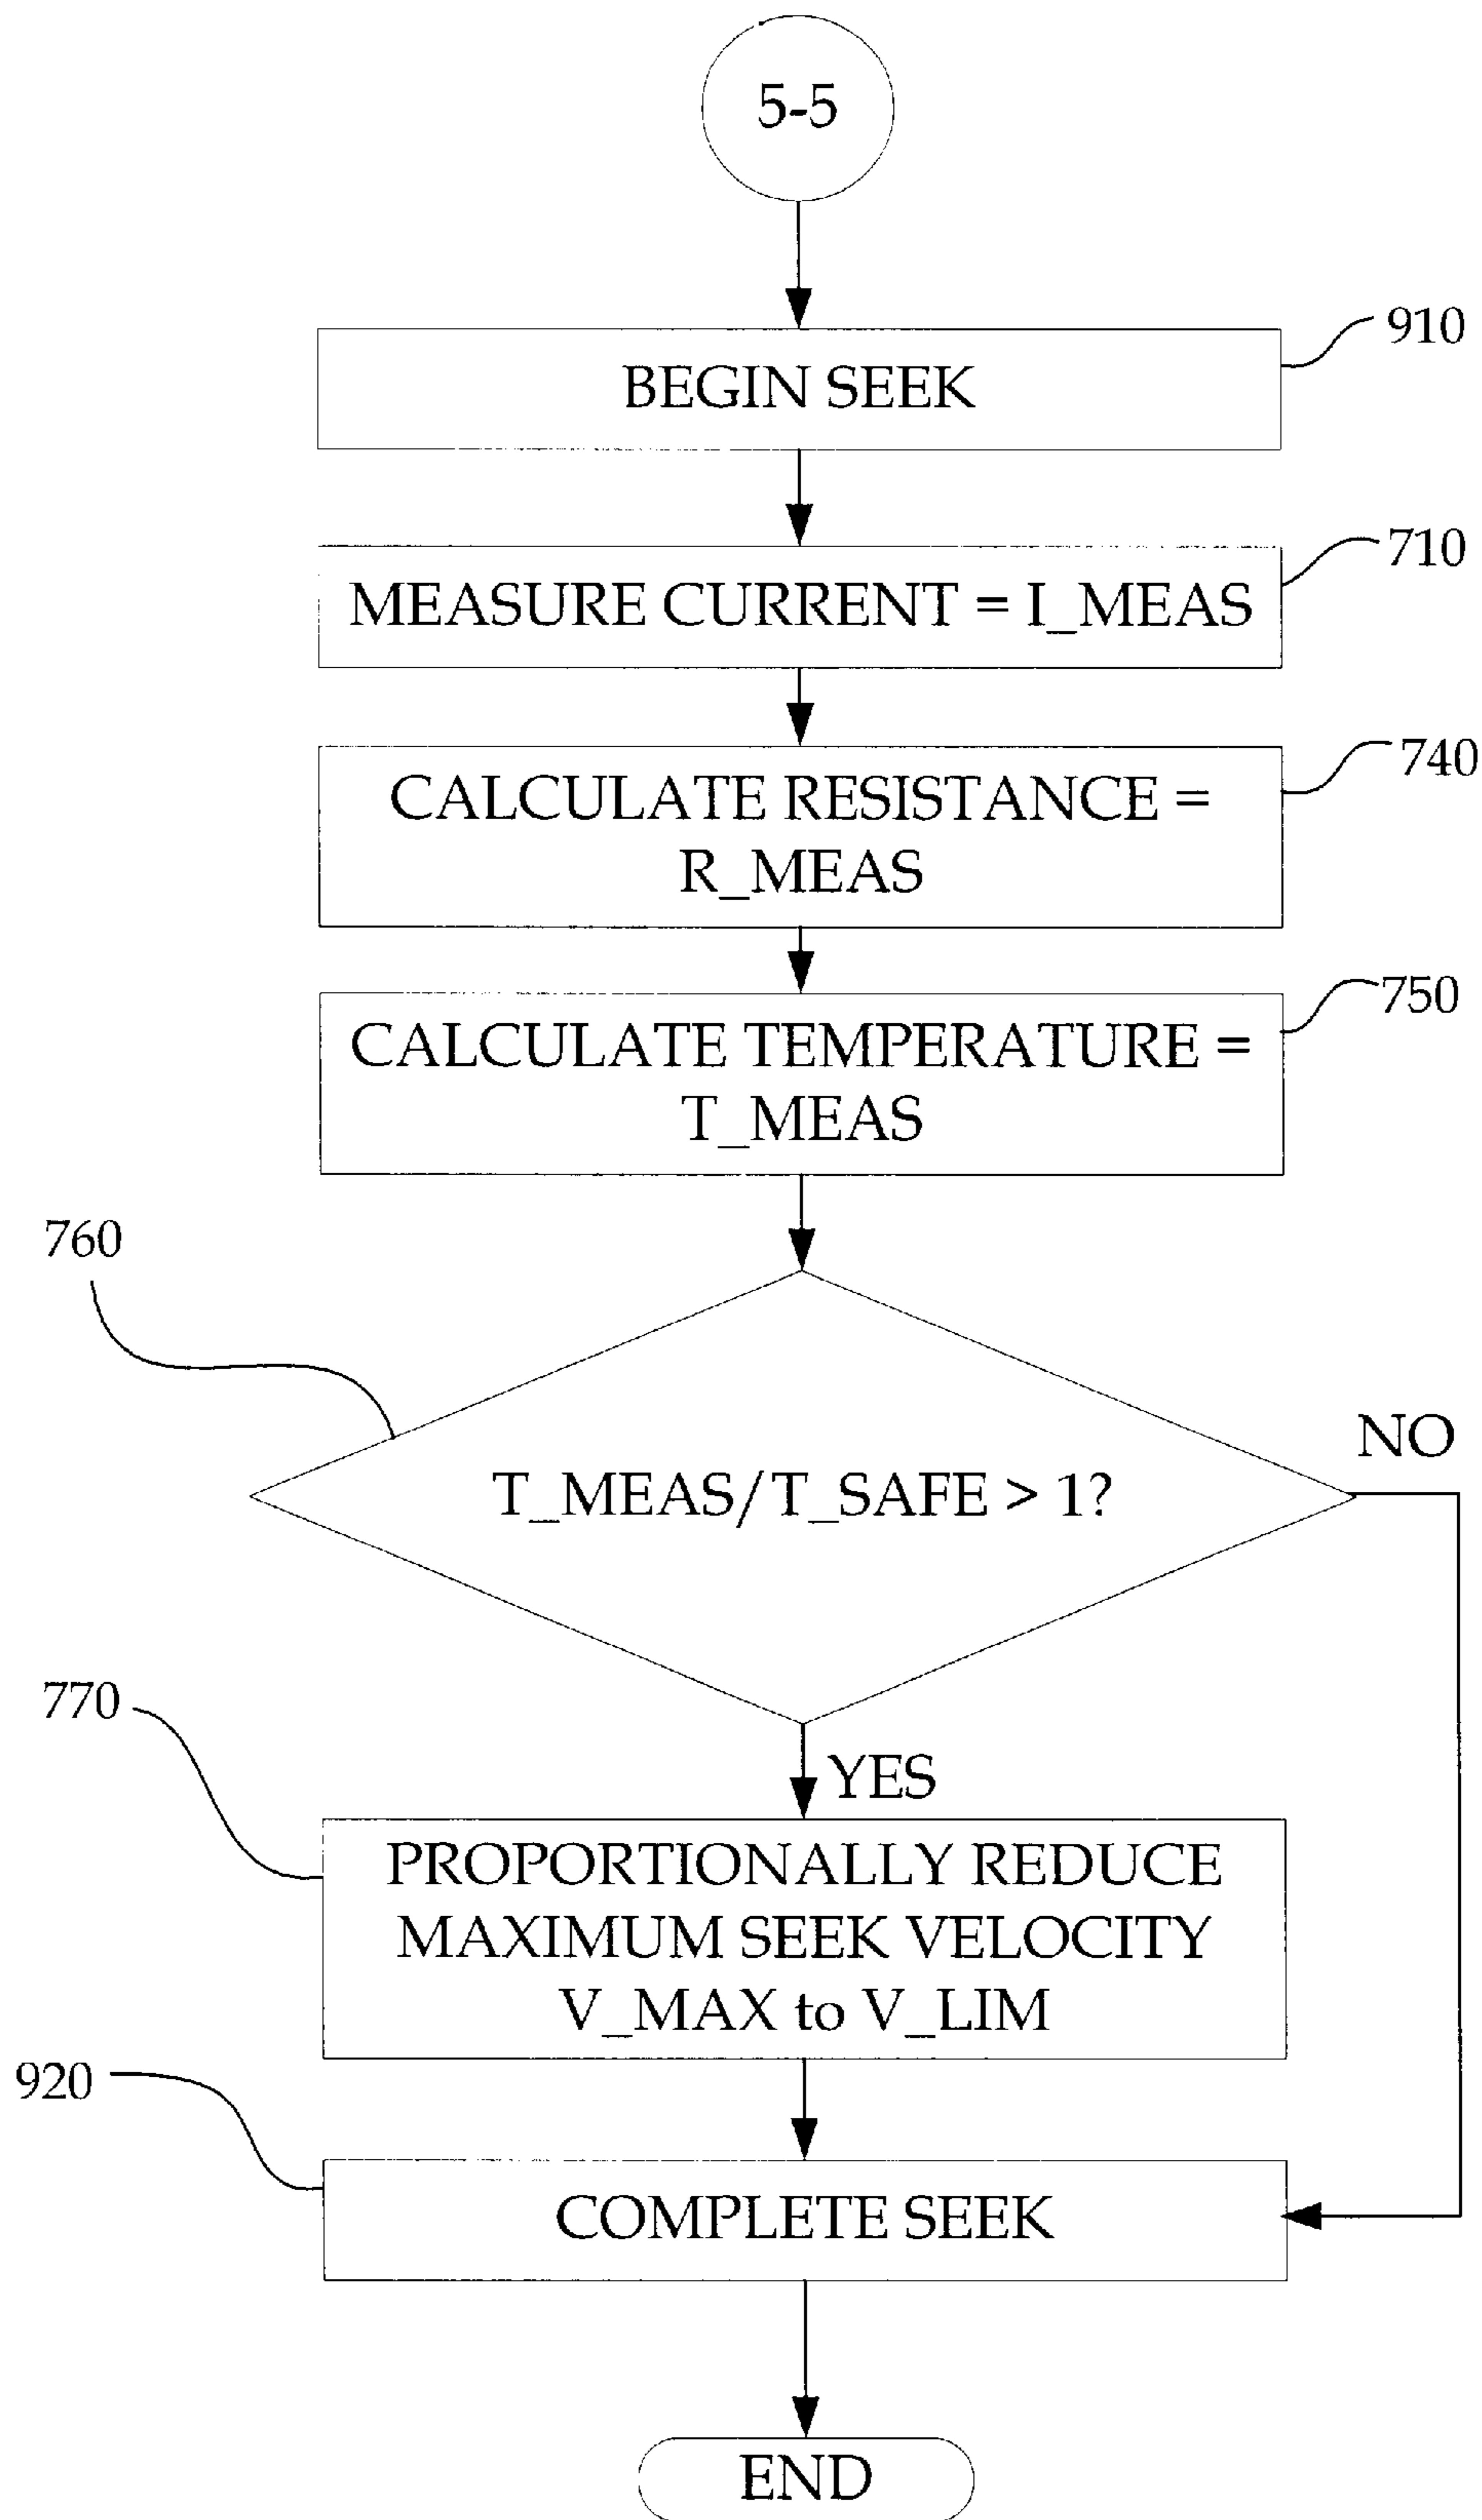 5-5
BEGIN SEEK
910
MEASURE CURRENT = I_MEAS
710
CALCULATE RESISTANCE =
R_MEAS
740
CALCULATE TEMPERATURE =
T_MEAS
750
760
T_MEAS/T_SAFE > 1?
NO
YES
770
PROPORTIONALLY REDUCE
MAXIMUM SEEK VELOCITY
V_MAX to V_LIM
920
COMPLETE SEEK
END